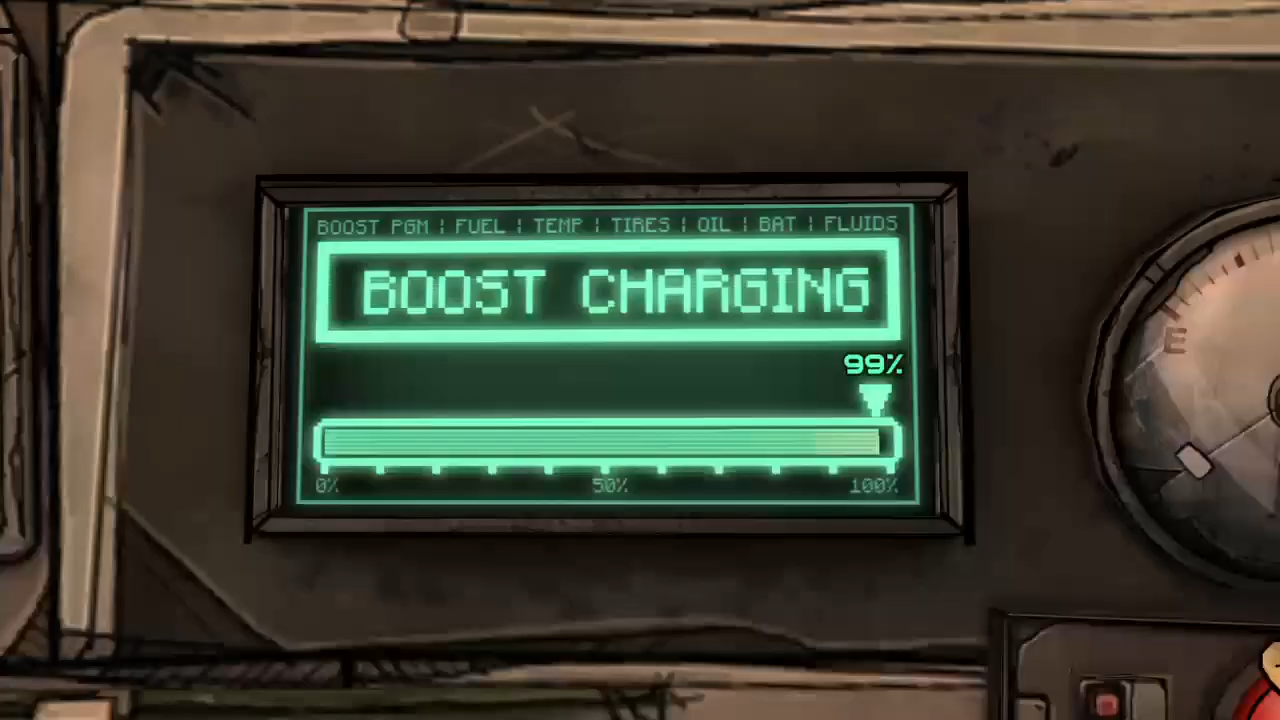 BOOST PGM ¦ FUEL ¦ TEMP ¦ TIRES ¦ OIL ¦ BAT ¦ FLUIDS
BOOST CHARGING
99%
0% 50% 100%
E